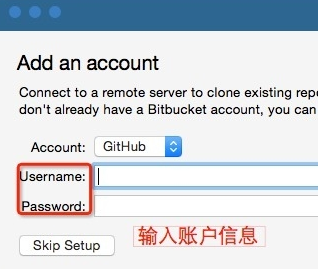 Add an account
Connect to a remote server to clone existing repo
don't already have a Bitbucket account, you can
Account: GitHub
Username:
Password:
Skip Setup
输入账户信息